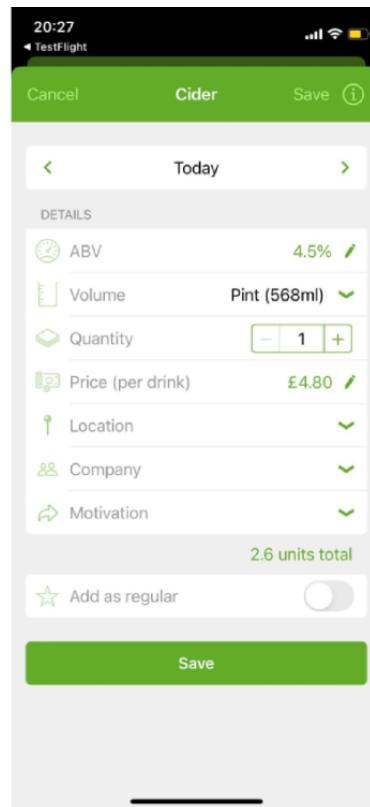 20:27
TestFlight
Cancel Cider Save
Today
DETAILS
ABV 4.5%
Volume Pint (568ml)
Quantity − 1 +
Price (per drink) £4.80
Location
Company
Motivation
2.6 units total
Add as regular
Save